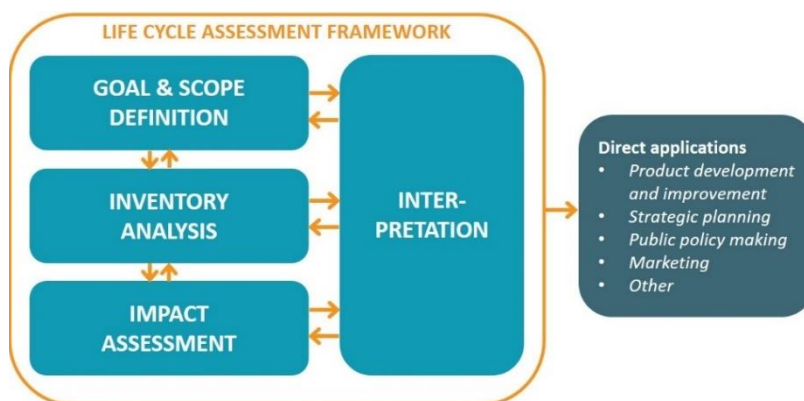 LIFE CYCLE ASSESSMENT FRAMEWORK
GOAL & SCOPE
DEFINITION
INVENTORY
ANALYSIS
IMPACT
ASSESSMENT
INTER-
PRETATION
Direct applications
• Product development
and improvement
• Strategic planning
• Public policy making
• Marketing
• Other